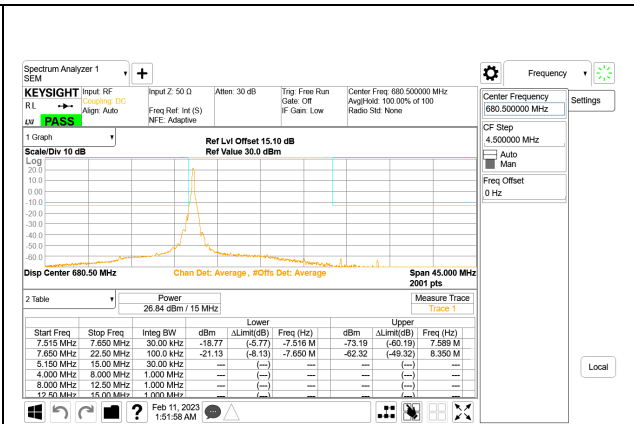 Spectrum Analyzer 1
SEM
Frequency
KEYSIGHT Input: RF Input Z: 50 Ω Atten: 30 dB Trig: Free Run Center Freq: 680.500000 MHz
RL Coupling: DC Gate: Off Avg|Hold: 100.00% of 100
Align: Auto Freq Ref: Int (S) IF Gain: Low Radio Std: None
LNI PASS NFE: Adaptive
Center Frequency
680.500000 MHz
Settings
CF Step
4.500000 MHz
Auto
Man
Freq Offset
0 Hz
1 Graph
Ref Lvl Offset 15.10 dB
Scale/Div 10 dB Ref Value 30.0 dBm
Log
20.0
10.0
0.00
-10.0
-20.0
-30.0
-40.0
-50.0
-60.0
Disp Center 680.50 MHz Chan Det: Average , #Offs Det: Average Span 45.000 MHz
2001 pts
2 Table Power Measure Trace
26.84 dBm / 15 MHz Trace 1
Lower Upper
Start Freq Stop Freq Integ BW dBm ∆Limit(dB) Freq (Hz) dBm ∆Limit(dB) Freq (Hz)
7.515 MHz 7.650 MHz 30.00 kHz -18.77 (-5.77) -7.516 M -73.19 (-60.19) 7.589 M
7.650 MHz 22.50 MHz 100.0 kHz -21.13 (-8.13) -7.650 M -62.32 (-49.32) 8.350 M
5.150 MHz 15.00 MHz 30.00 kHz --- (---) --- --- (---) ---
4.000 MHz 8.000 MHz 1.000 MHz --- (---) --- --- (---) ---
8.000 MHz 12.50 MHz 1.000 MHz --- (---) --- --- (---) ---
12.50 MHz 15.00 MHz 1.000 MHz --- (---) --- --- (---) ---
Local
? Feb 11, 2023
1:51:58 AM